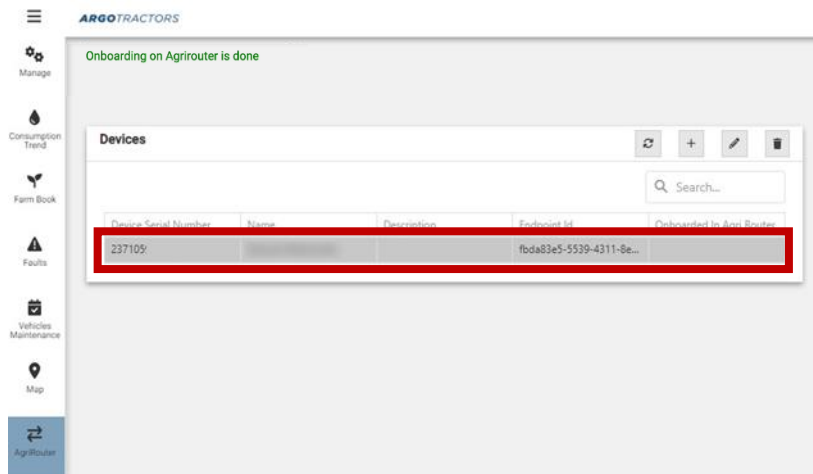 ARGOTRACTORS
Onboarding on Agrirouter is done
Manage
Consumption
Trend
Farm Book
Faults
Vehicles
Maintenance
Map
AgriRouter
Devices
Search...
Device Serial Number Name Description Endpoint Id Onboarded In Agri Router
237105 fbda83e5-5539-4311-8e...